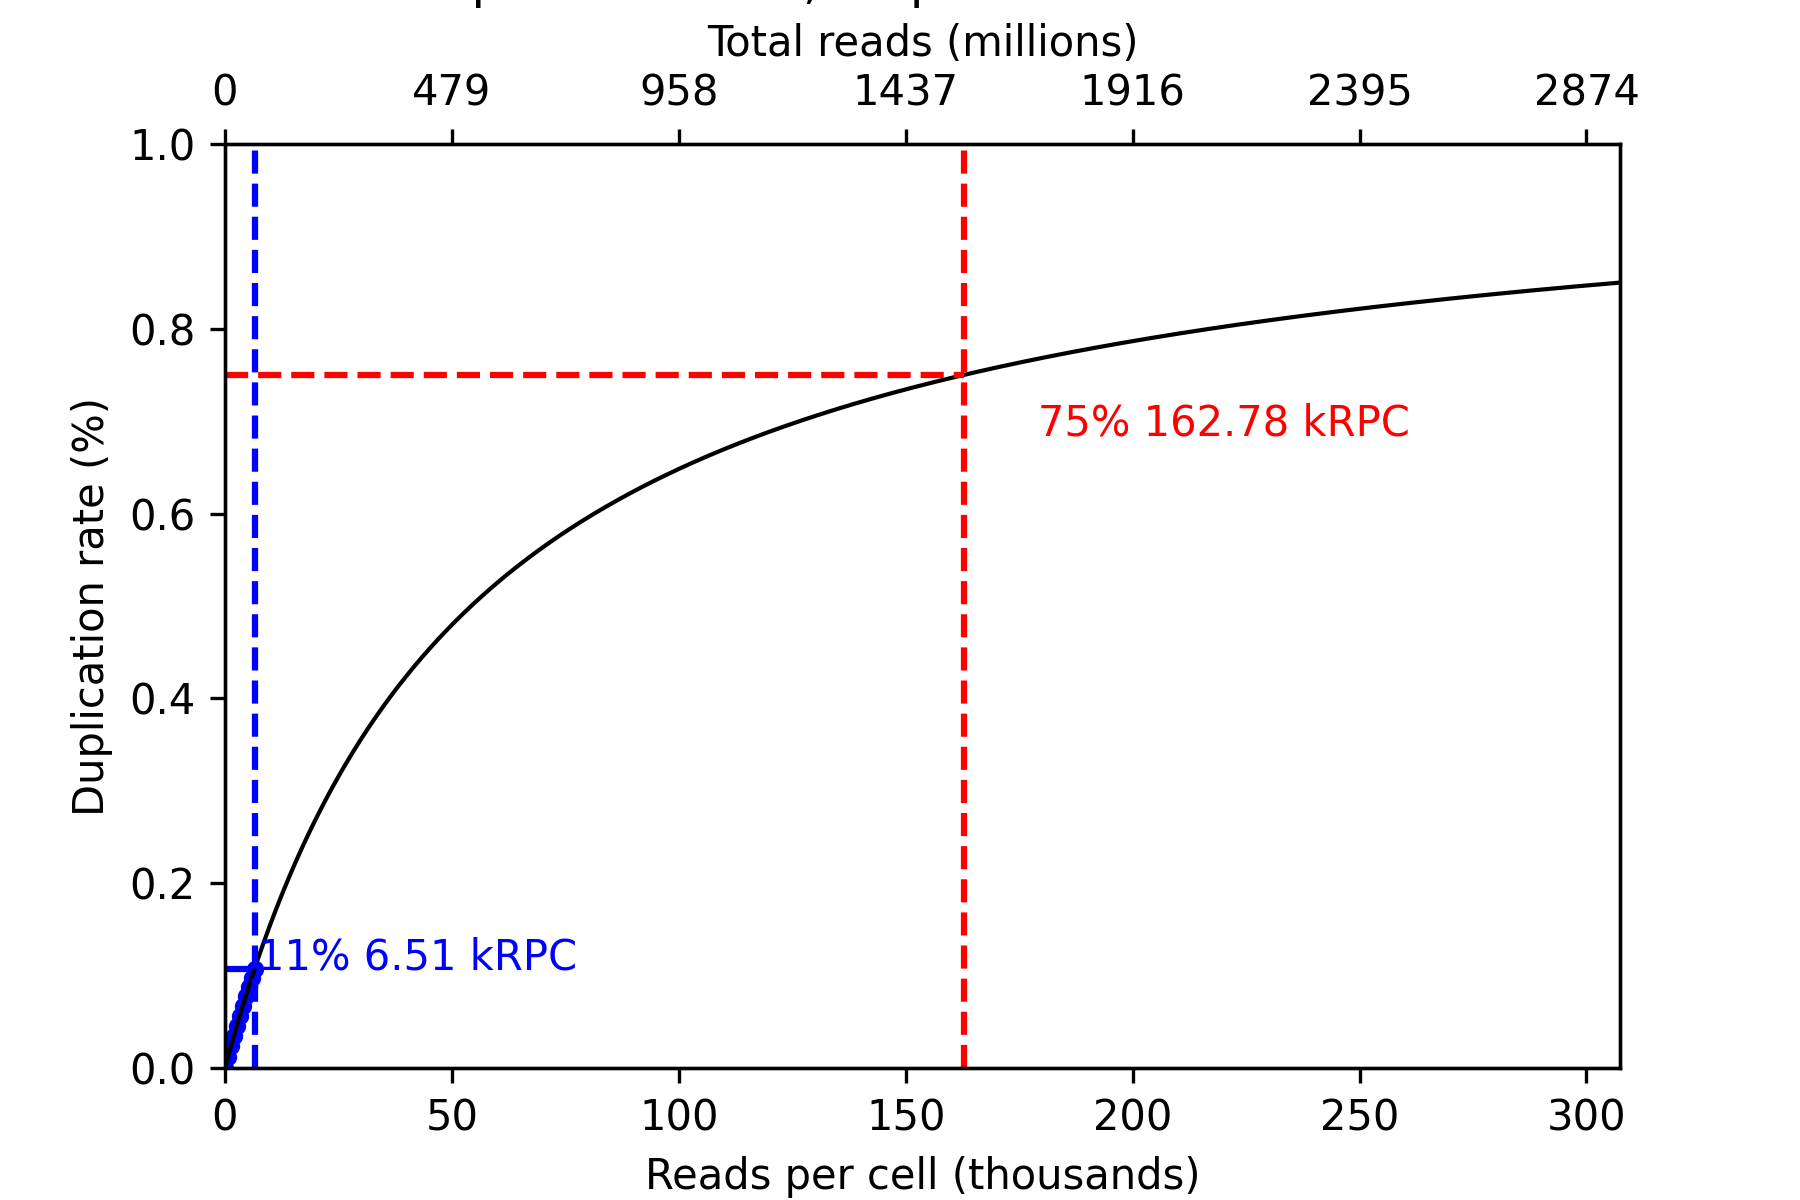 Total reads (millions)
0 479 958 1437 1916 2395 2874
1.0
0.8
0.6
0.4
0.2
0.0
Duplication rate (%)
75% 162.78 kRPC
11% 6.51 kRPC
0 50 100 150 200 250 300
Reads per cell (thousands)